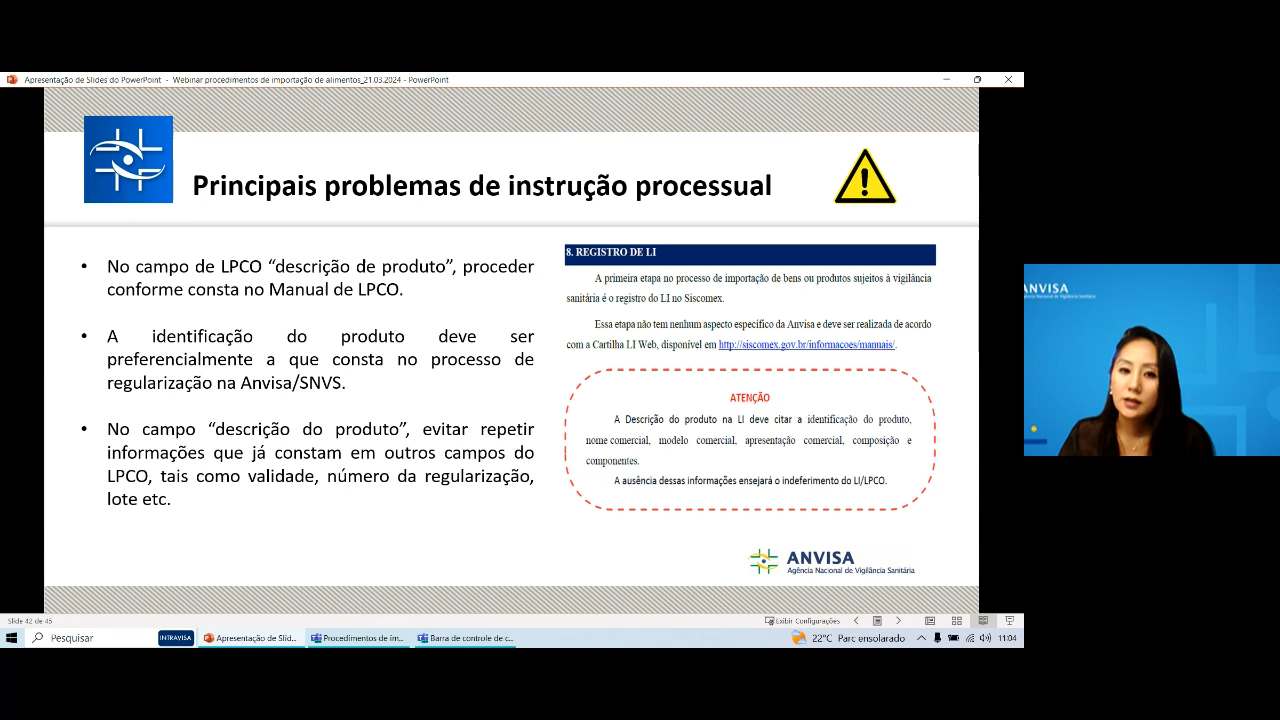 Apresentação de Slides do PowerPoint - Webinar procedimentos de importação de alimentos_21.03.2024 - PowerPoint
Principais problemas de instrução processual
• No campo de LPCO “descrição de produto”, proceder
conforme consta no Manual de LPCO.
• A identificação do produto deve ser
preferencialmente a que consta no processo de
regularização na Anvisa/SNVS.
• No campo “descrição do produto”, evitar repetir
informações que já constam em outros campos do
LPCO, tais como validade, número da regularização,
lote etc.
8. REGISTRO DE LI
A primeira etapa no processo de importação de bens ou produtos sujeitos à vigilância
sanitária é o registro do LI no Siscomex.
Essa etapa não tem nenhum aspecto específico da Anvisa e deve ser realizada de acordo
com a Cartilha LI Web, disponível em http://siscomex.gov.br/informacoes/manuais/.
ATENÇÃO
A Descrição do produto na LI deve citar a identificação do produto,
nome comercial, modelo comercial, apresentação comercial, composição e
componentes.
A ausência dessas informações ensejará o indeferimento do LI/LPCO.
ANVISA
Agência Nacional de Vigilância Sanitária
ANVISA
Agência Nacional de Vigilância Sanitária
Slide 42 de 45
Exibir Configurações
Pesquisar
INTRAVISA
Apresentação de Slid...
Procedimentos de im...
Barra de controle de c...
22°C Parc ensolarado
11:04